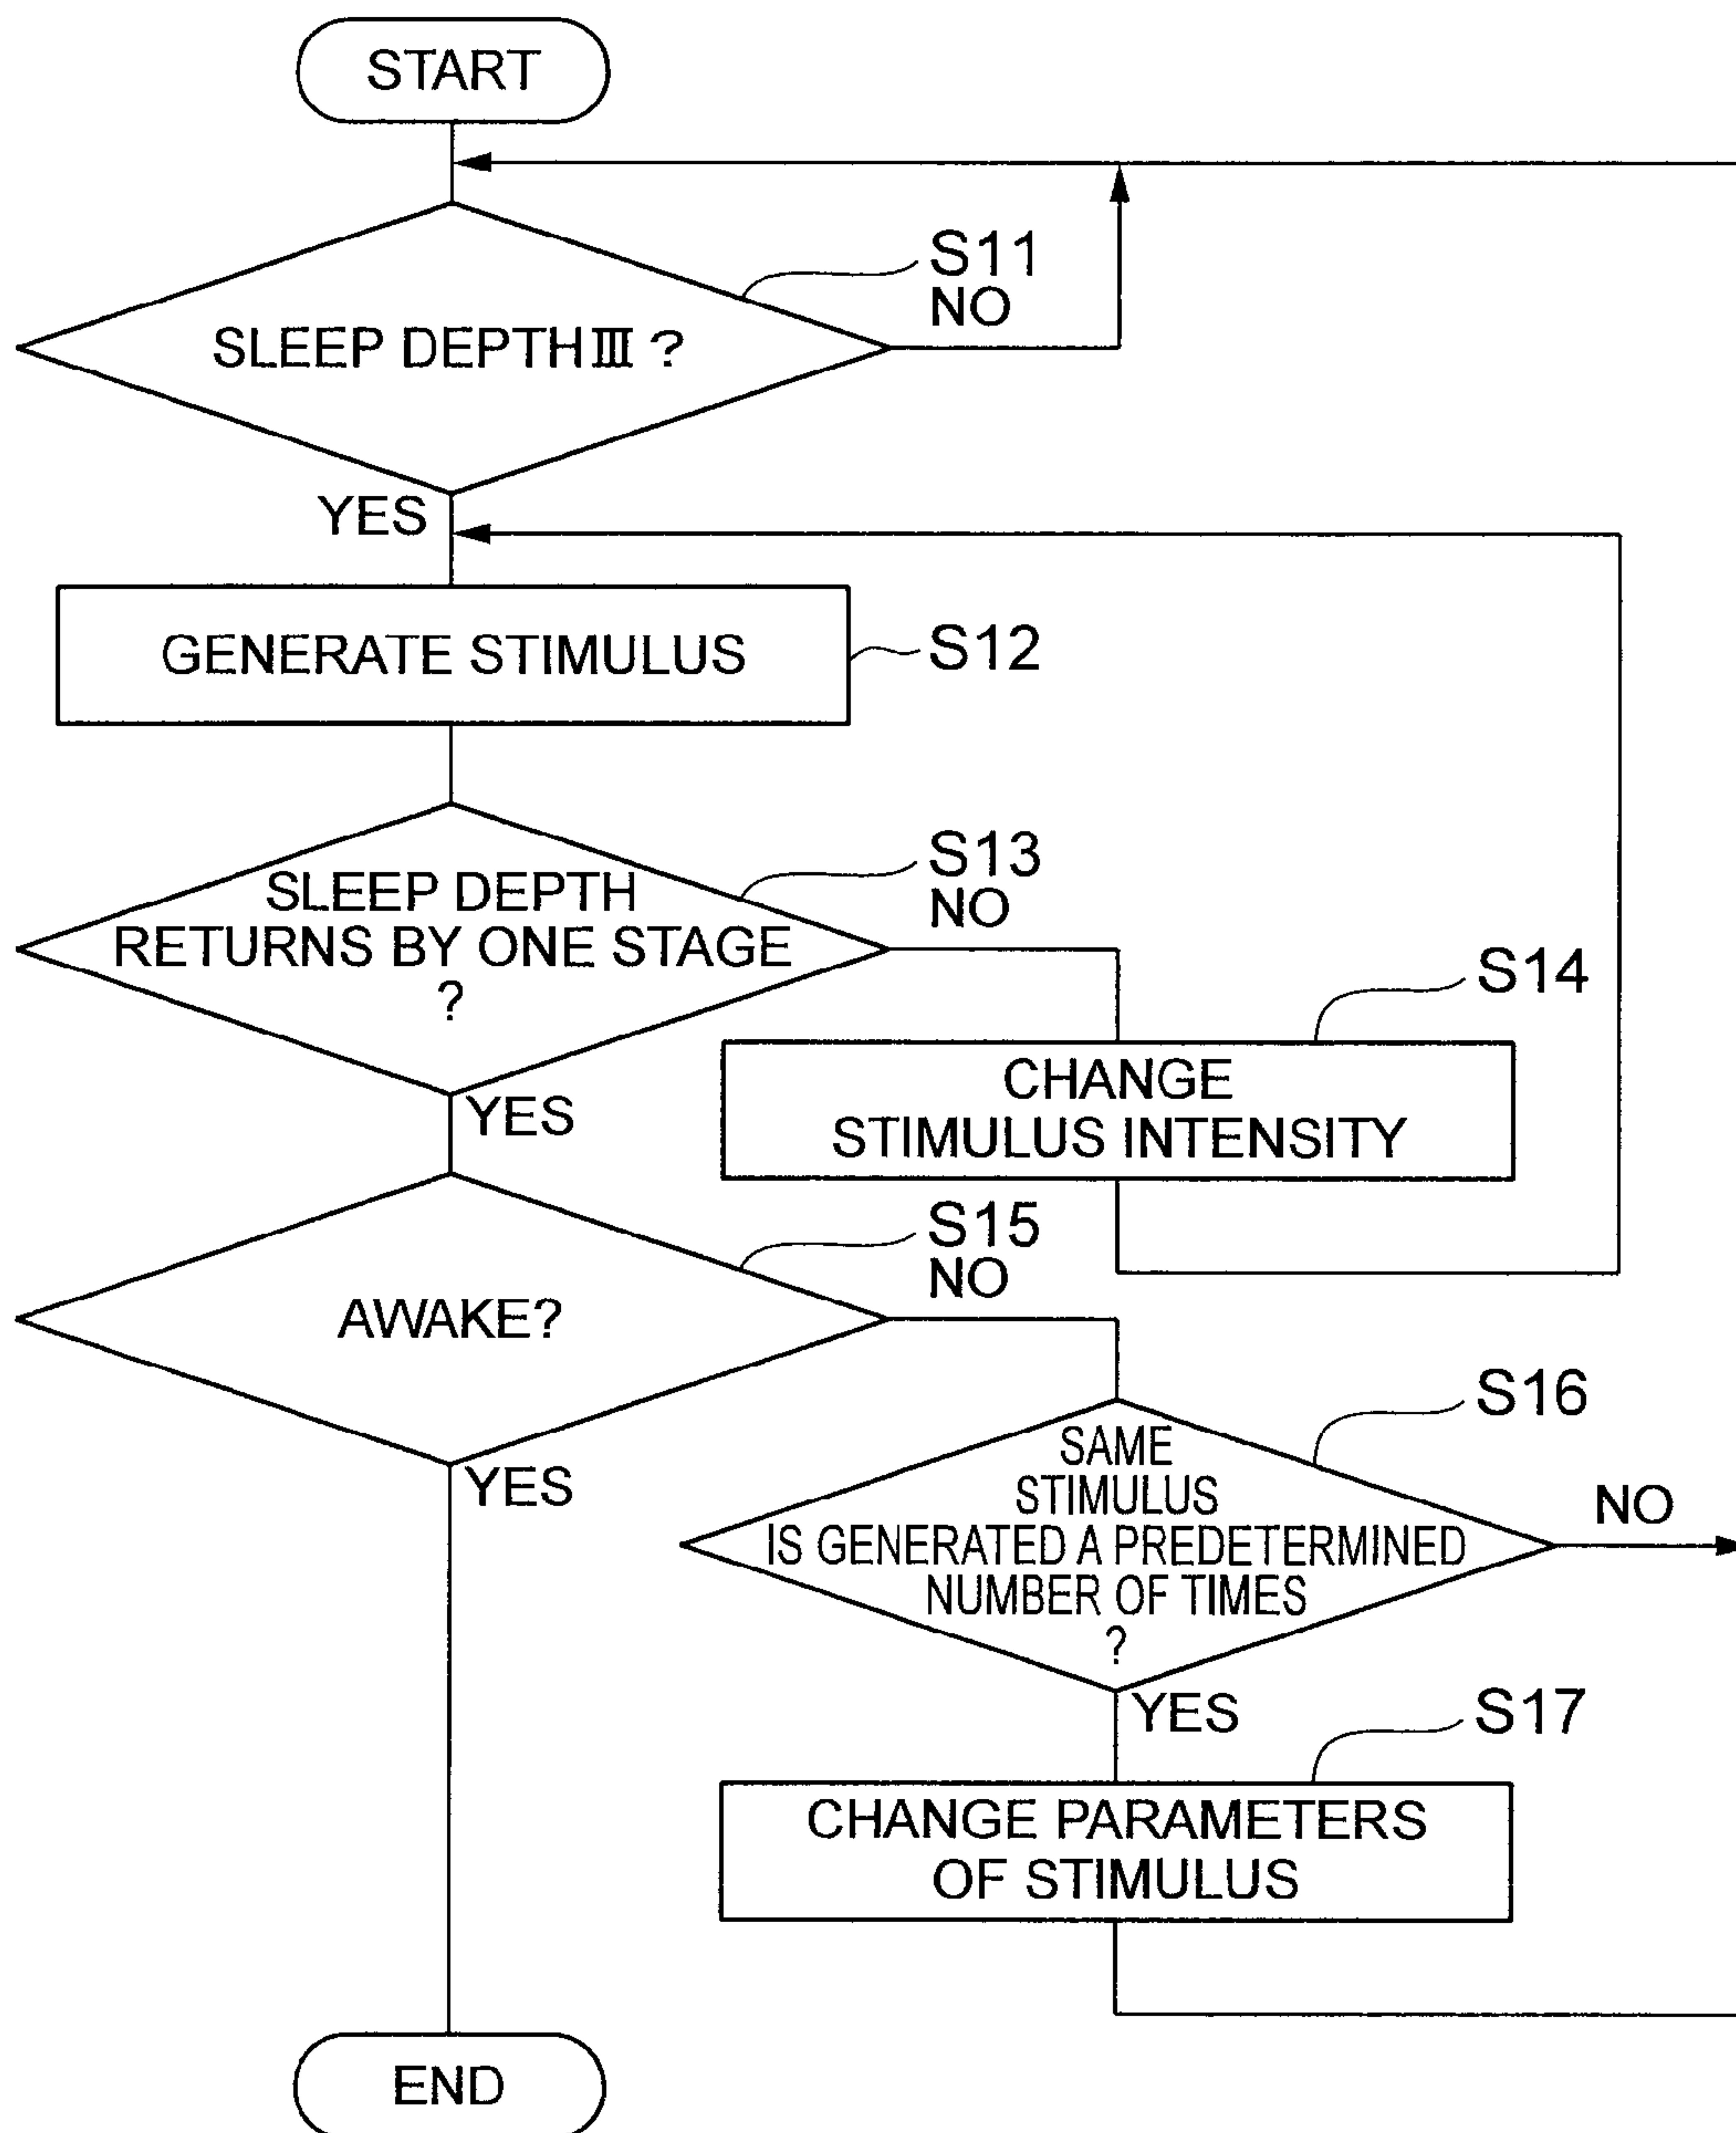 START
S11
NO
SLEEP DEPTH III ?
YES
GENERATE STIMULUS
S12
S13
NO
SLEEP DEPTH
RETURNS BY ONE STAGE
?
S14
CHANGE
STIMULUS INTENSITY
YES
S15
NO
AWAKE?
S16
SAME
STIMULUS
IS GENERATED A PREDETERMINED
NUMBER OF TIMES
?
NO
YES
YES
S17
CHANGE PARAMETERS
OF STIMULUS
END